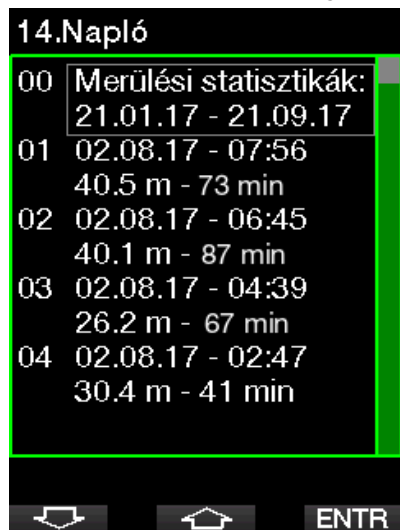 14.Napló
00 Merülési statisztikák:
21.01.17 - 21.09.17
01 02.08.17 - 07:56
40.5 m - 73 min
02 02.08.17 - 06:45
40.1 m - 87 min
03 02.08.17 - 04:39
26.2 m - 67 min
04 02.08.17 - 02:47
30.4 m - 41 min
ENTR